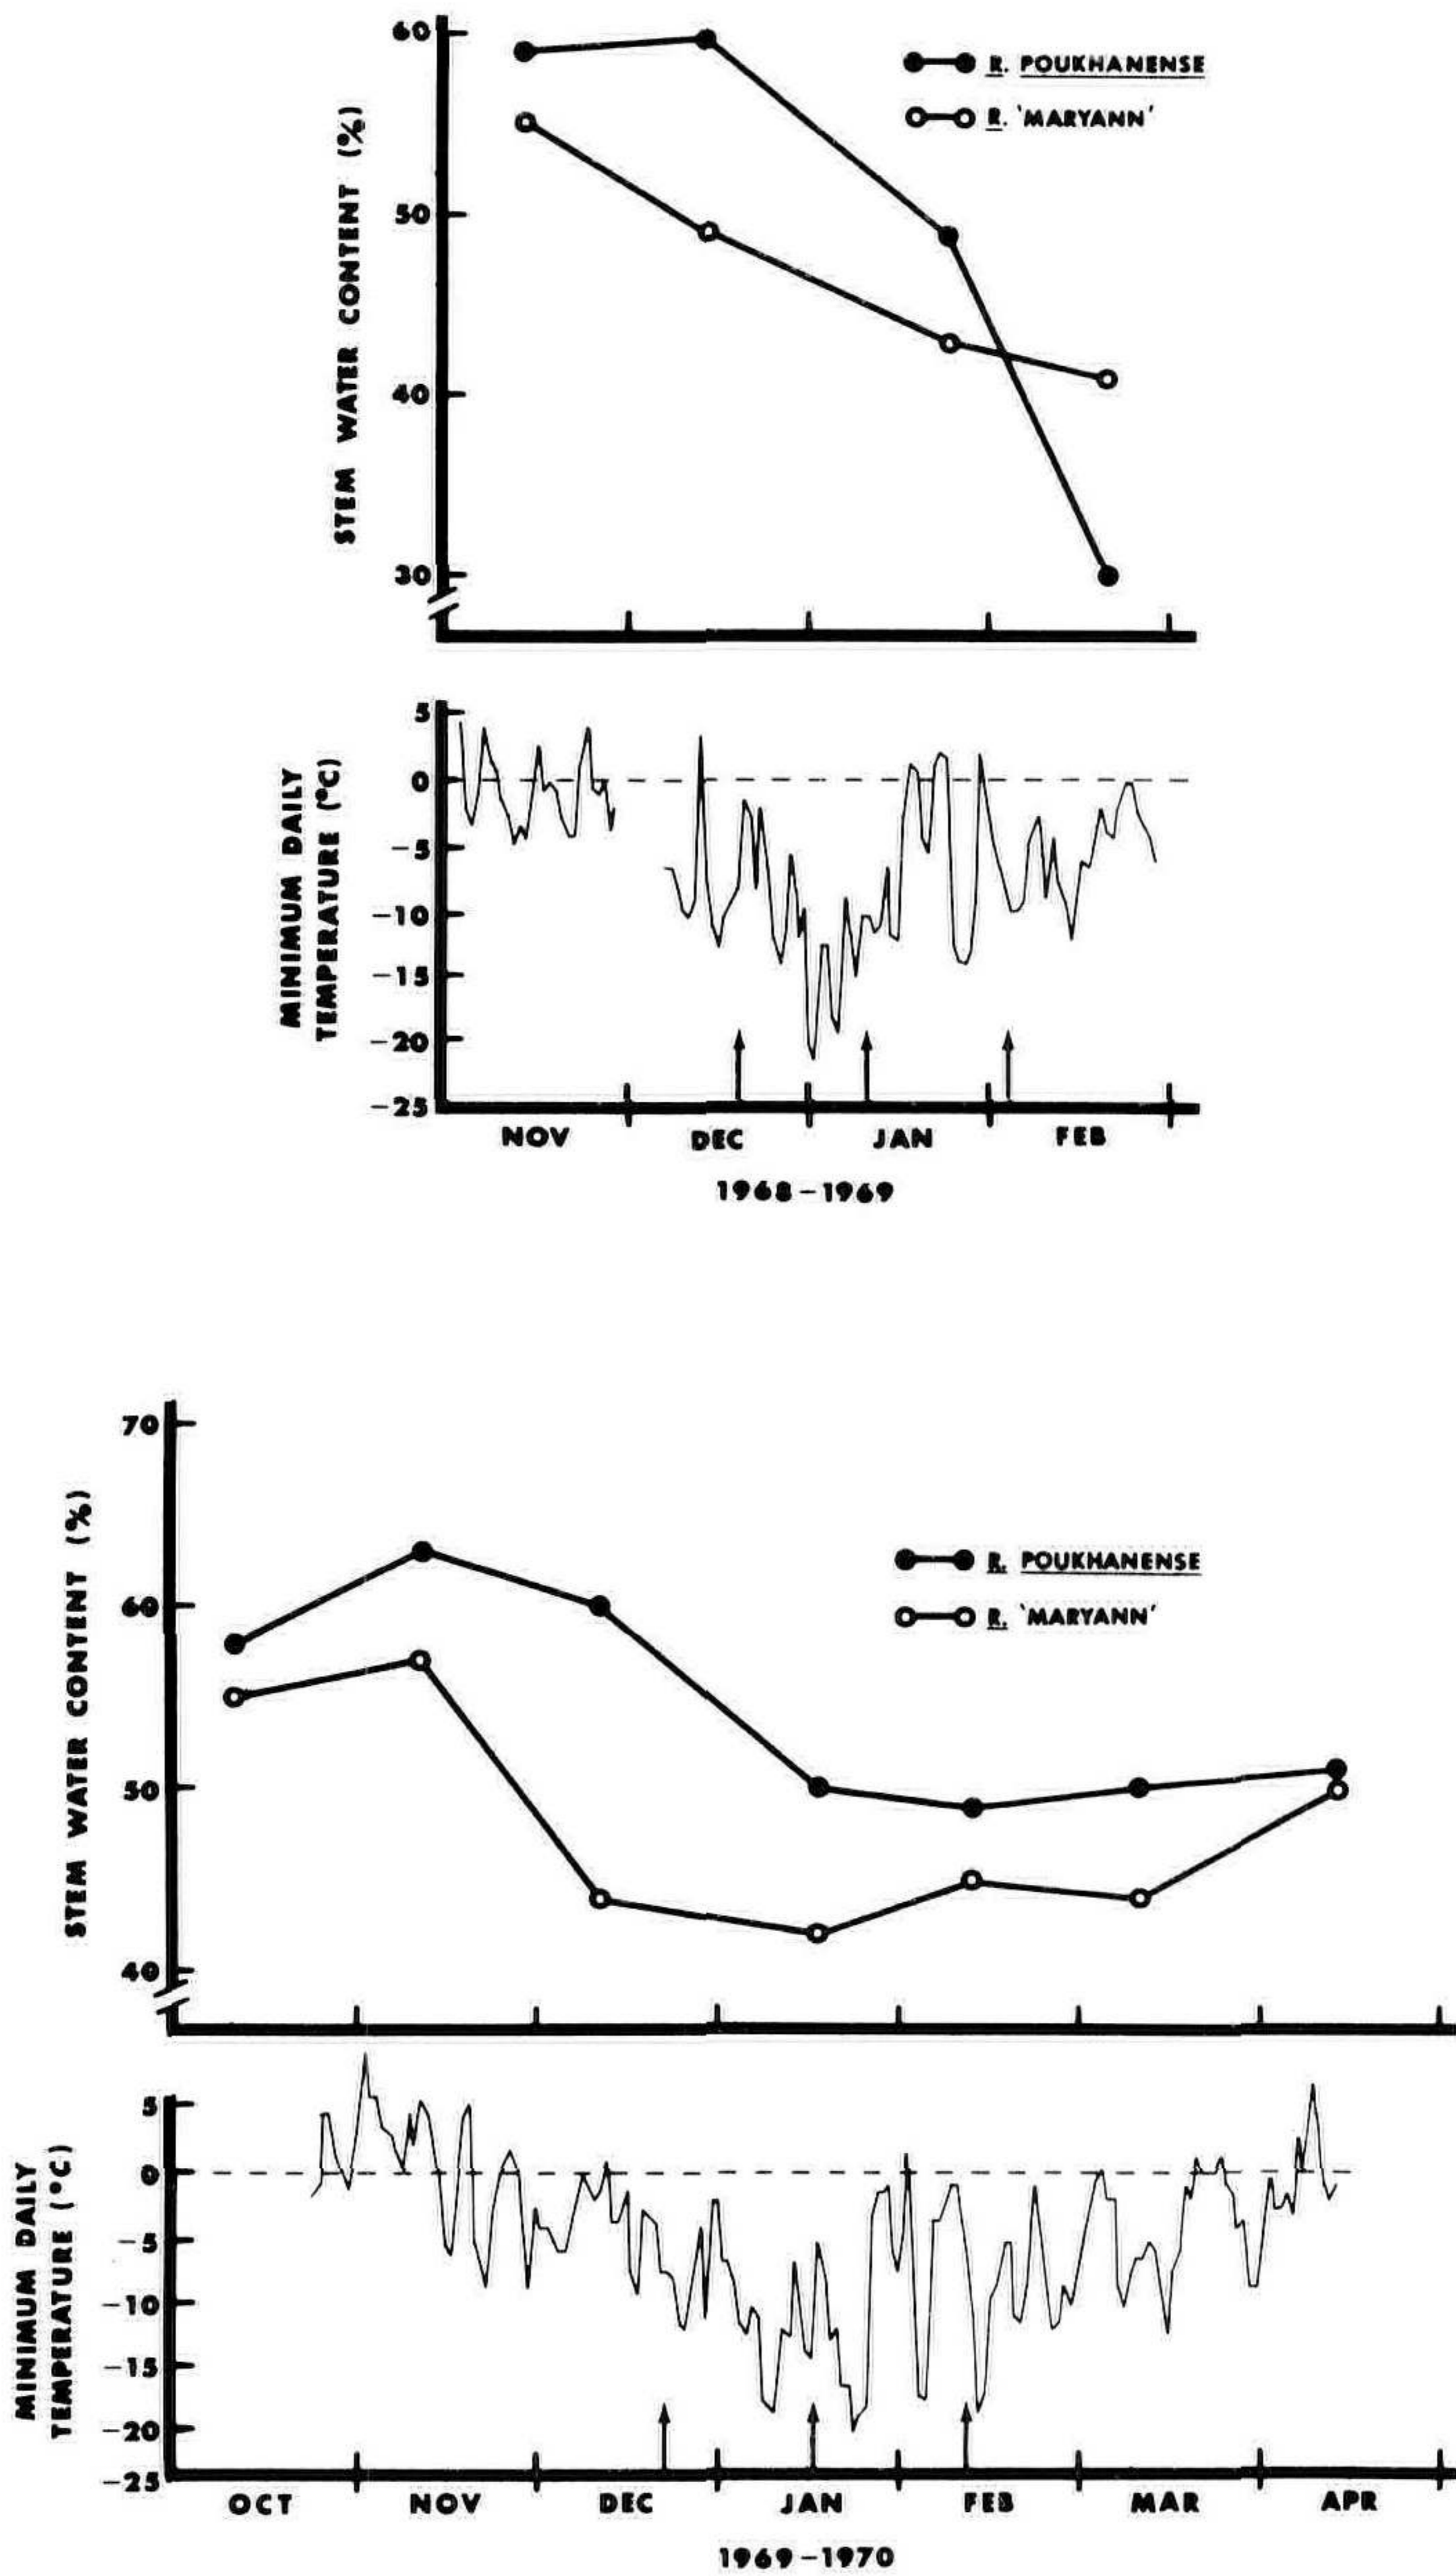 60
50
40
30
STEM WATER CONTENT (%)
R. POUKHANENSE
R. 'MARYANN'
5
0
−5
−10
−15
−20
−25
MINIMUM DAILY
TEMPERATURE (°C)
NOV DEC JAN FEB
1968–1969
70
60
50
40
STEM WATER CONTENT (%)
R. POUKHANENSE
R. 'MARYANN'
5
0
−5
−10
−15
−20
−25
MINIMUM DAILY
TEMPERATURE (°C)
OCT NOV DEC JAN FEB MAR APR
1969–1970